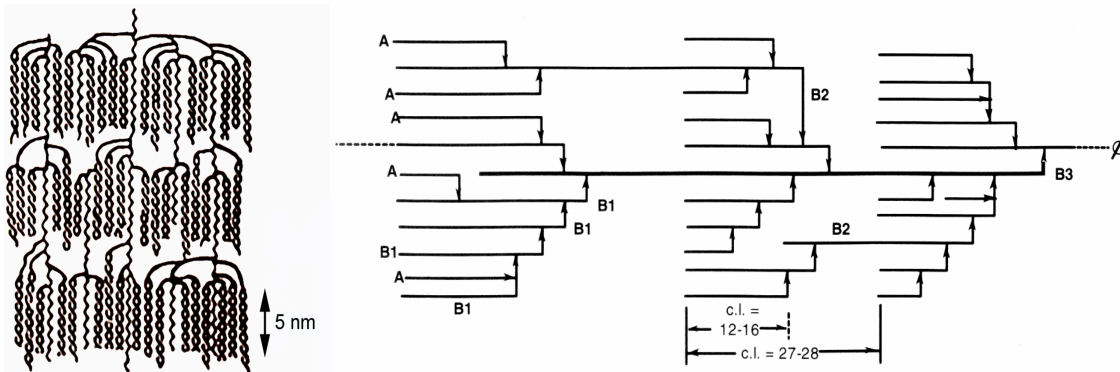 5 nm
A
A
A
A
B1
A
B1
B1
B1
B2
B2
B3
c.l. =
12-16
c.l. = 27-28